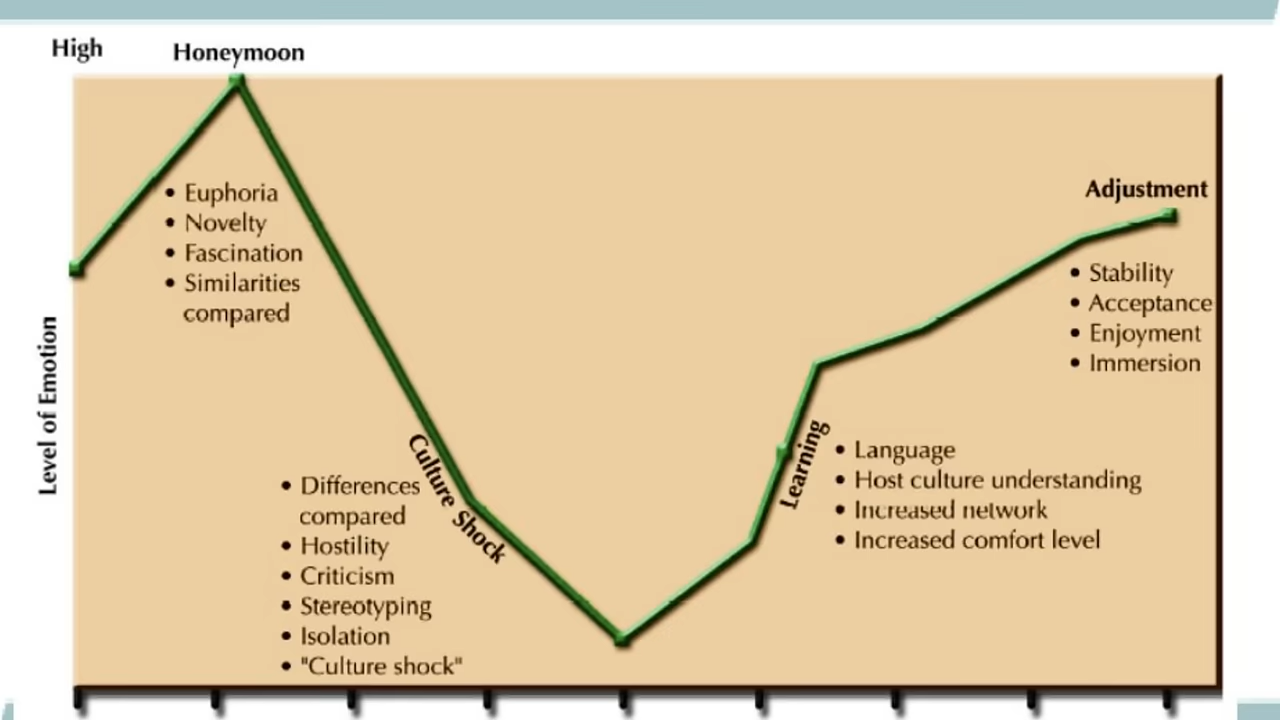 High
Honeymoon
• Euphoria
• Novelty
• Fascination
• Similarities
compared
Adjustment
• Stability
• Acceptance
• Enjoyment
• Immersion
Level of Emotion
Culture Shock
• Differences
compared
• Hostility
• Criticism
• Stereotyping
• Isolation
• "Culture shock"
Learning
• Language
• Host culture understanding
• Increased network
• Increased comfort level